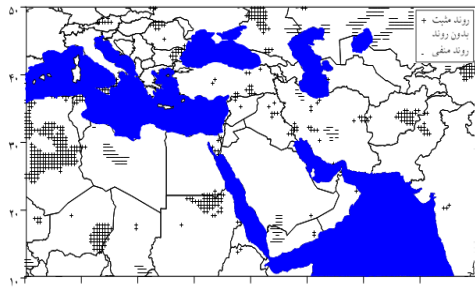 روند مثبت +
بدون روند
روند منفی -
۵۰
۴۰
۳۰
۲۰
۱۰